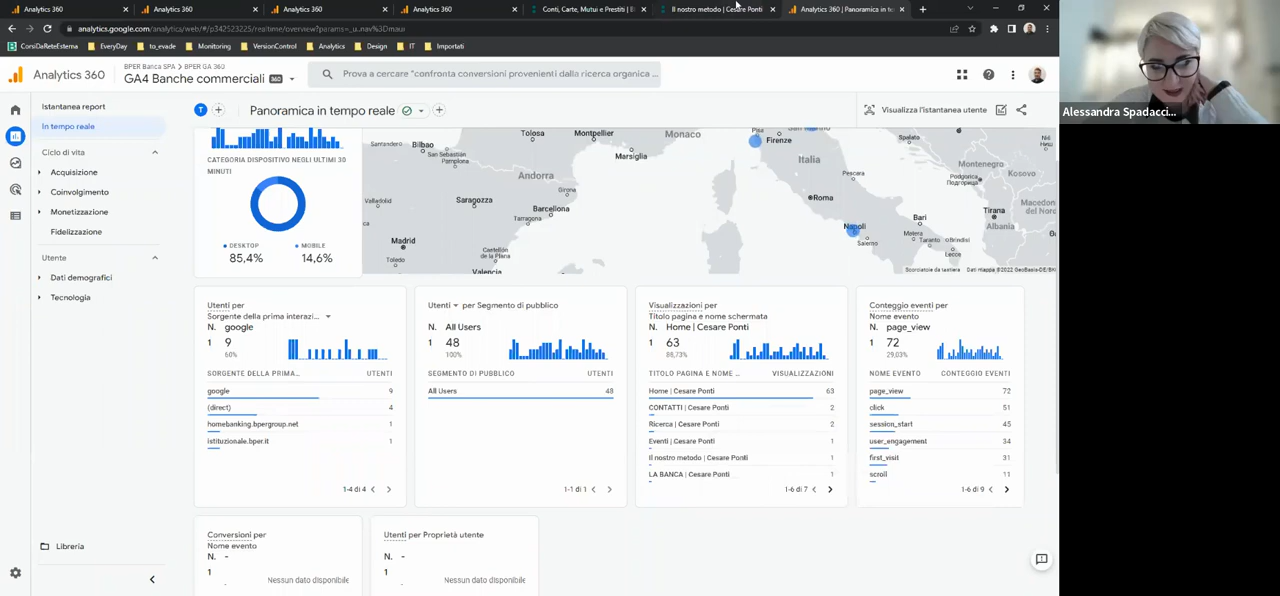 Analytics 360
Analytics 360
Analytics 360
Analytics 360
Conti, Carte, Mutui e Prestiti | B
Il nostro metodo | Cesare Ponti
Analytics 360 | Panoramica in te
analytics.google.com/analytics/web/#/p342523225/realtime/overview?params=_u..nav%3Dmaui
CorsiDaReteEsterna
EveryDay
to_evade
Monitoring
VersionControl
Analytics
Design
IT
Importati
Analytics 360
BPER Banca SPA > BPER GA 360
GA4 Banche commerciali 360
Prova a cercare "confronta conversioni provenienti dalla ricerca organica ...
Alessandra Spadacci...
Istantanea report
In tempo reale
Ciclo di vita
Acquisizione
Coinvolgimento
Monetizzazione
Fidelizzazione
Utente
Dati demografici
Tecnologia
Libreria
T
Panoramica in tempo reale
Visualizza l'istantanea utente
CATEGORIA DISPOSITIVO NEGLI ULTIMI 30
MINUTI
DESKTOP
MOBILE
85,4%
14,6%
Tolosa
Montpellier
Monaco
Pisa
Firenze
Santander
Bilbao
Marsiglia
Spalato
Pamplona
Andorra
Italia
Montenegro
Kosovo
Girona
Pescara
Podgorica
Valladolid
Saragozza
Roma
Barcellona
Tarragona
Bari
Tirana
Macedonia
del Nord
Napoli
Matera
Albania
Madrid
Salerno
Taranto
Brindisi
Castellón
de la Plana
Toledo
Lecce
Valencia
Scorciatoie da tastiera
Dati mappa ©2022 GeoBasis-DE/BK
Utenti per
Sorgente della prima interazi...
N. google
1 9
60%
SORGENTE DELLA PRIMA... UTENTI
google 9
(direct) 4
homebanking.bpergroup.net 1
istituzionale.bper.it 1
1-4 di 4
Utenti per Segmento di pubblico
N. All Users
1 48
100%
SEGMENTO DI PUBBLICO UTENTI
All Users 48
1-1 di 1
Visualizzazioni per
Titolo pagina e nome schermata
N. Home | Cesare Ponti
1 63
88,73%
TITOLO PAGINA E NOME ... VISUALIZZAZIONI
Home | Cesare Ponti 63
CONTATTI | Cesare Ponti 2
Ricerca | Cesare Ponti 2
Eventi | Cesare Ponti 1
Il nostro metodo | Cesare Ponti 1
LA BANCA | Cesare Ponti 1
1-6 di 7
Conteggio eventi per
Nome evento
N. page_view
1 72
29,03%
NOME EVENTO CONTEGGIO EVENTI
page_view 72
click 51
session_start 45
user_engagement 34
first_visit 31
scroll 11
1-6 di 9
Conversioni per
Nome evento
N. -
1
Nessun dato disponibile
Utenti per Proprietà utente
N. -
1
Nessun dato disponibile